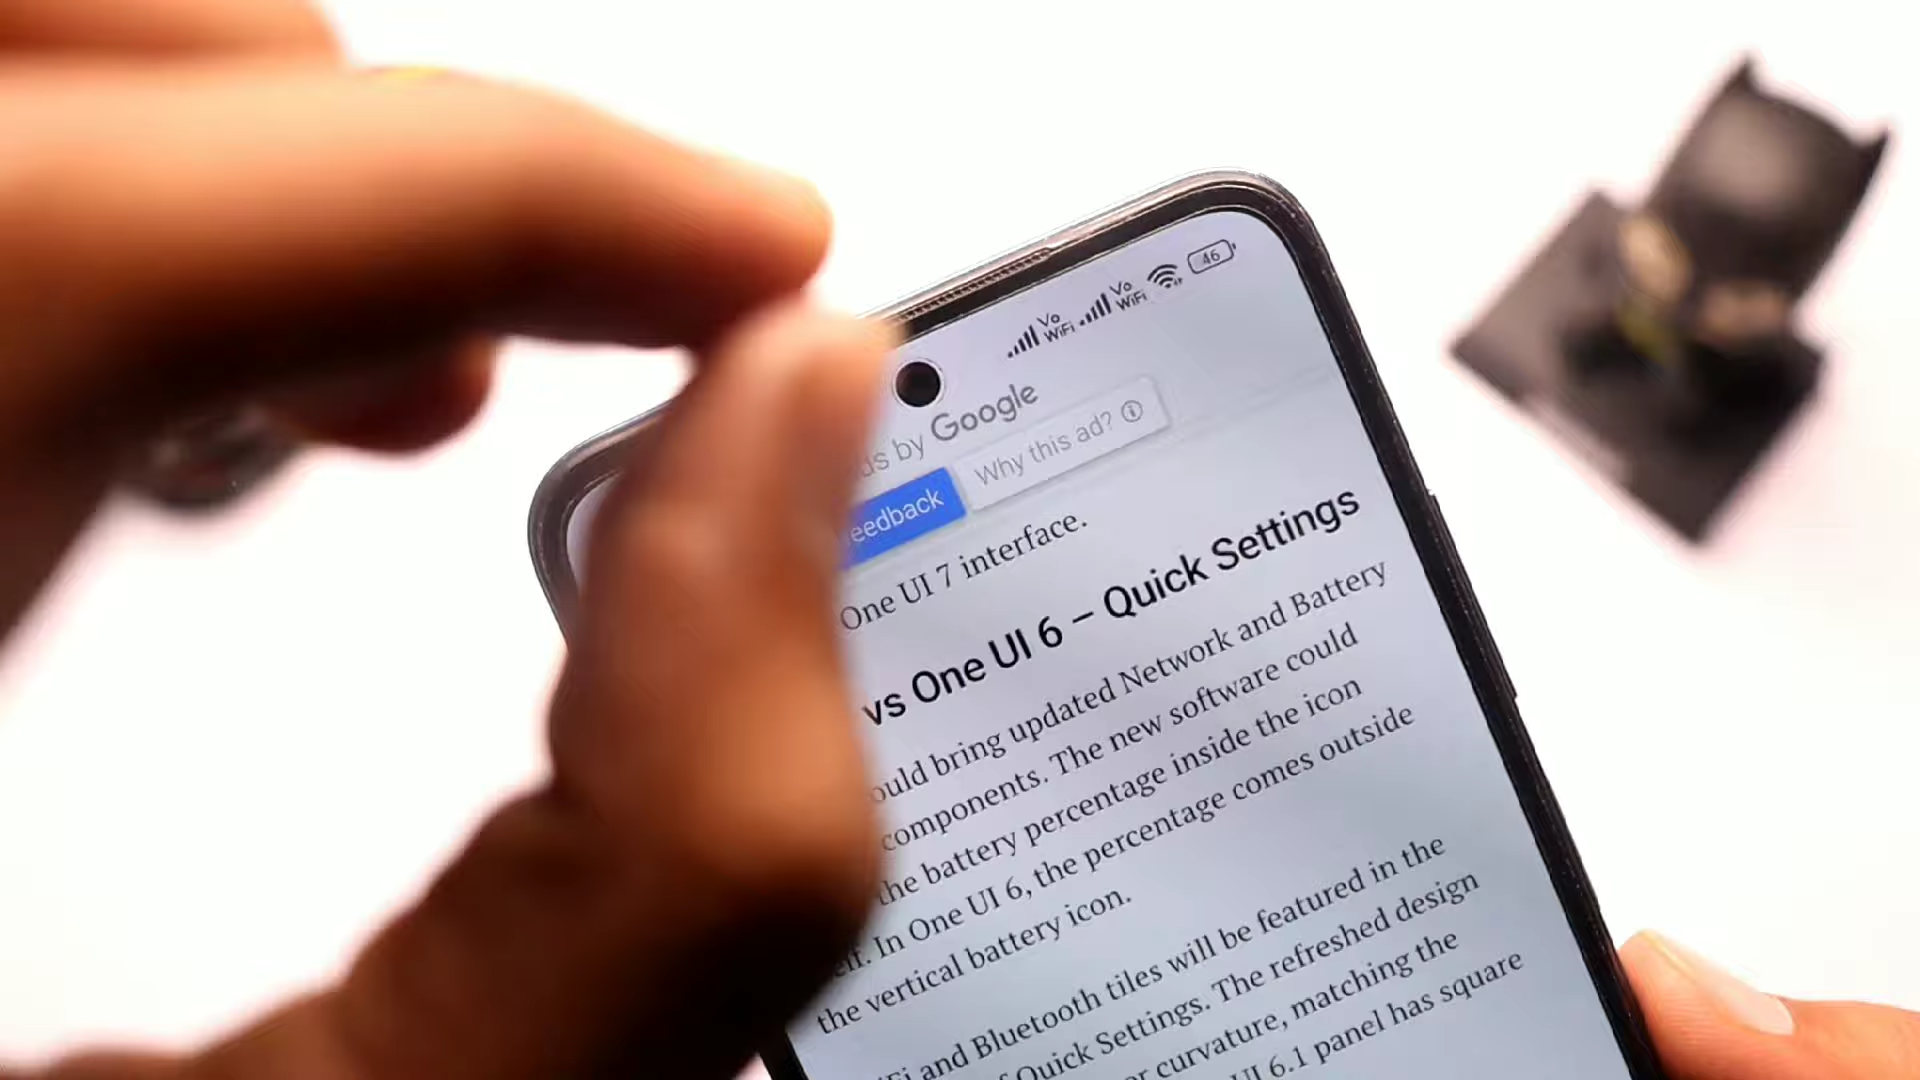 46
Vo
WiFi
Vo
WiFi
by Google
Why this ad?
eedback
One UI 7 interface.
vs One UI 6 – Quick Settings
ould bring updated Network and Battery
components. The new software could
the battery percentage inside the icon
elf. In One UI 6, the percentage comes outside
the vertical battery icon.
and Bluetooth tiles will be featured in the
Quick Settings. The refreshed design
or curvature, matching the
UI 6.1 panel has square